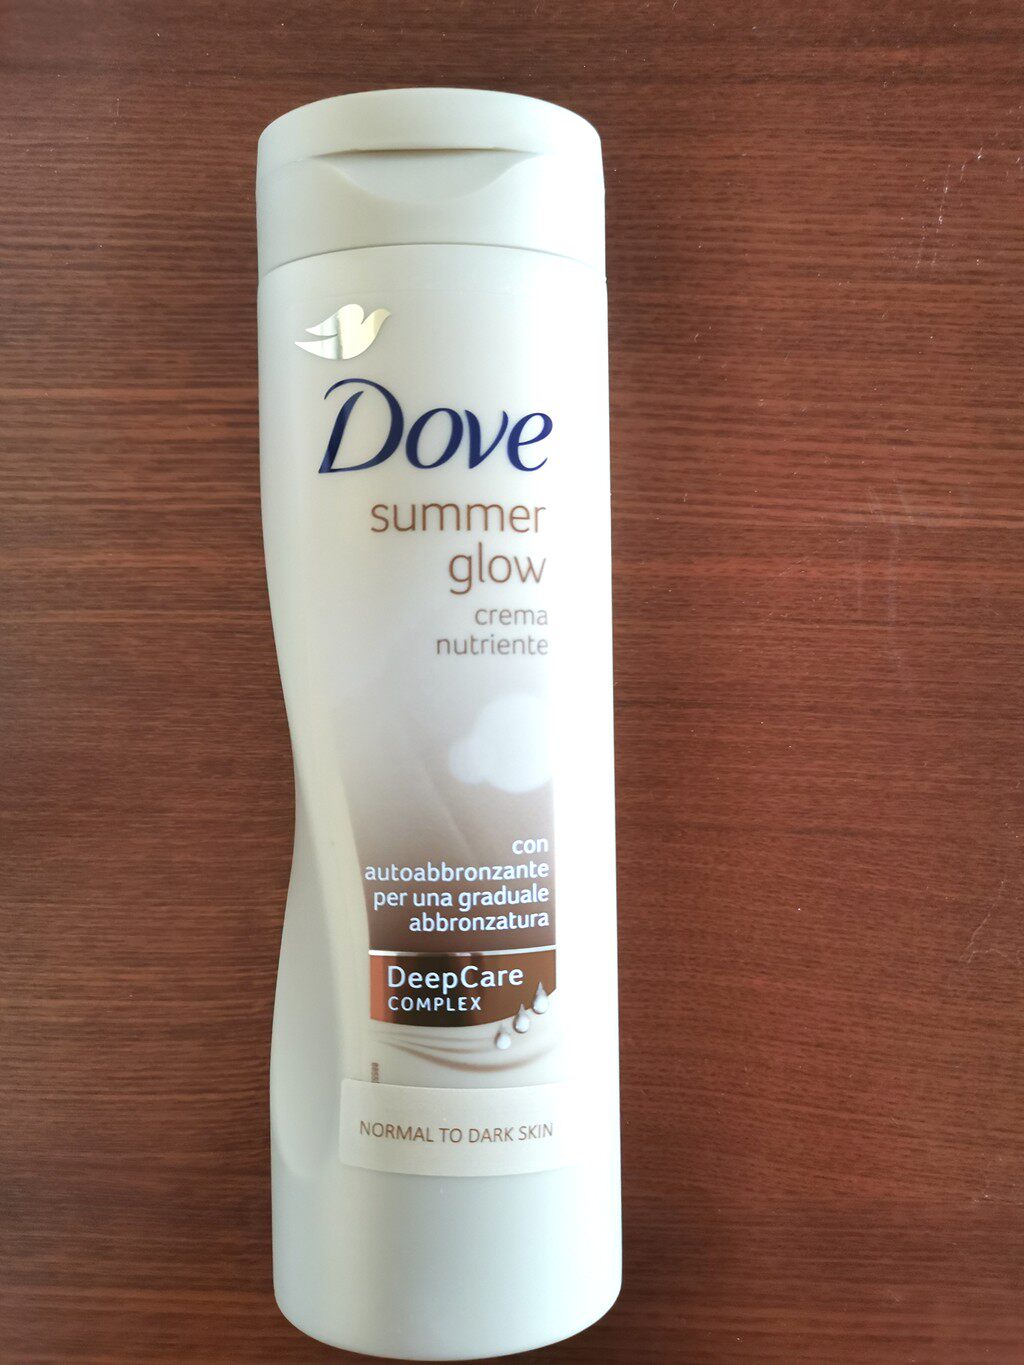 Dove
summer
glow
crema
nutriente
con
autoabbronzante
per una graduale
abbronzatura
DeepCare
COMPLEX
NORMAL TO DARK SKIN